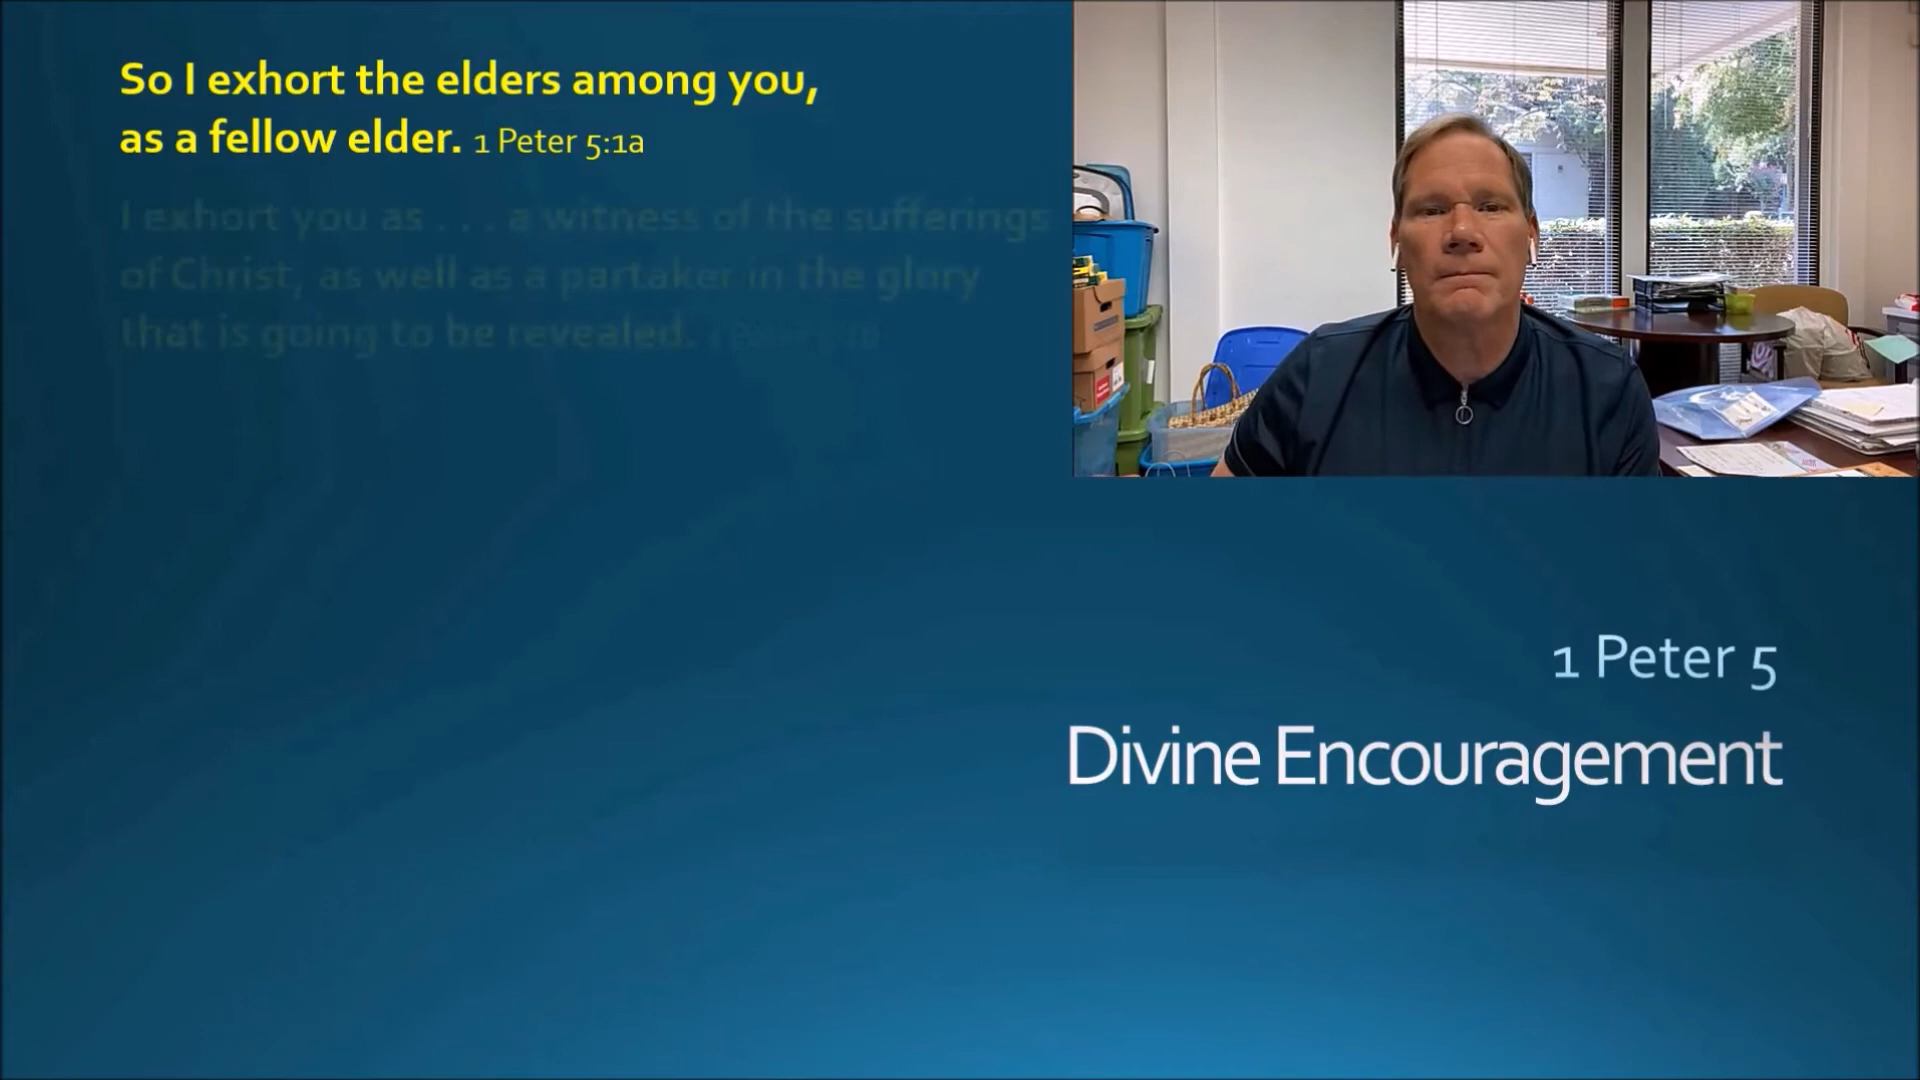 So I exhort the elders among you,
as a fellow elder. 1 Peter 5:1a
I exhort you as . . . a witness of the sufferings
of Christ, as well as a partaker in the glory
that is going to be revealed.
1 Peter 5
Divine Encouragement